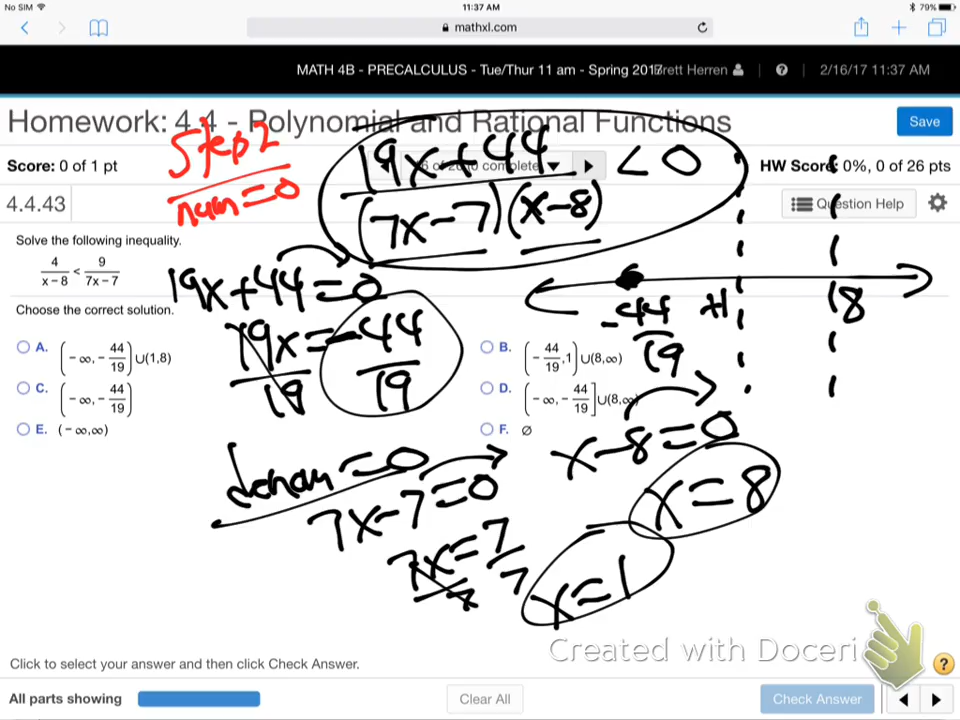 No SIM 11:37 AM 79%
mathxl.com
MATH 4B - PRECALCULUS - Tue/Thur 11 am - Spring 2017 Brett Herren 2/16/17 11:37 AM
Homework: 4.4 - Polynomial and Rational Functions Save
Score: 0 of 1 pt complete HW Score: 0%, 0 of 26 pts
4.4.43 Question Help
Step 2
num = 0
19x+44 / (7x-7)(x-8) < 0
Solve the following inequality.
4/(x-8) < 9/(7x-7)
Choose the correct solution.
A. (-∞, -44/19] ∪ (1,8)
B. (-44/19, 1] ∪ (8,∞)
C. (-∞, -44/19]
D. (-∞, -44/19] ∪ (8,∞)
E. (-∞,∞)
F. ∅
19x+44=0
19x=-44
19 19
-44/19 +1 8
denom=0
7x-7=0
7x=7
7 7
x=1
x-8=0
x=8
Created with Doceri
Click to select your answer and then click Check Answer.
?
All parts showing Clear All Check Answer